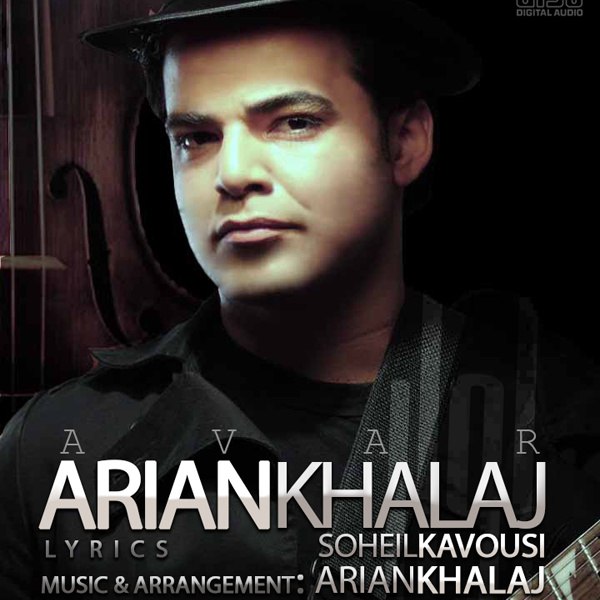 DIGITAL AUDIO
AVAR
ARIANKHALAJ
LYRICS SOHEILKAVOUSI
MUSIC & ARRANGEMENT: ARIANKHALAJ